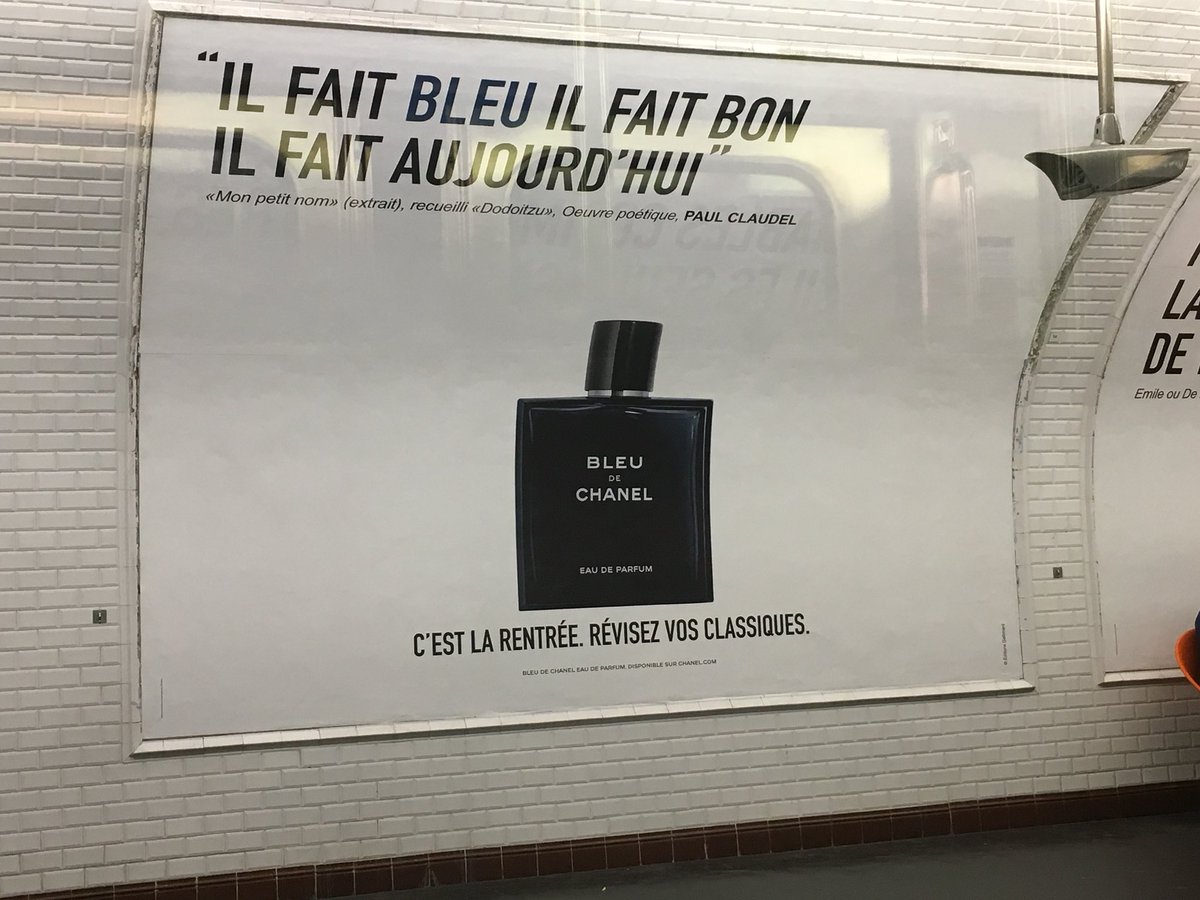 “IL FAIT BLEU IL FAIT BON
IL FAIT AUJOURD’HUI”
«Mon petit nom» (extrait), recueilli «Dodoitzu», Oeuvre poétique, PAUL CLAUDEL
BLEU
DE
CHANEL
EAU DE PARFUM
C’EST LA RENTRÉE. RÉVISEZ VOS CLASSIQUES.
BLEU DE CHANEL EAU DE PARFUM. DISPONIBLE SUR CHANEL.COM
© Éditions Gallimard
LA
DE
Emile ou De